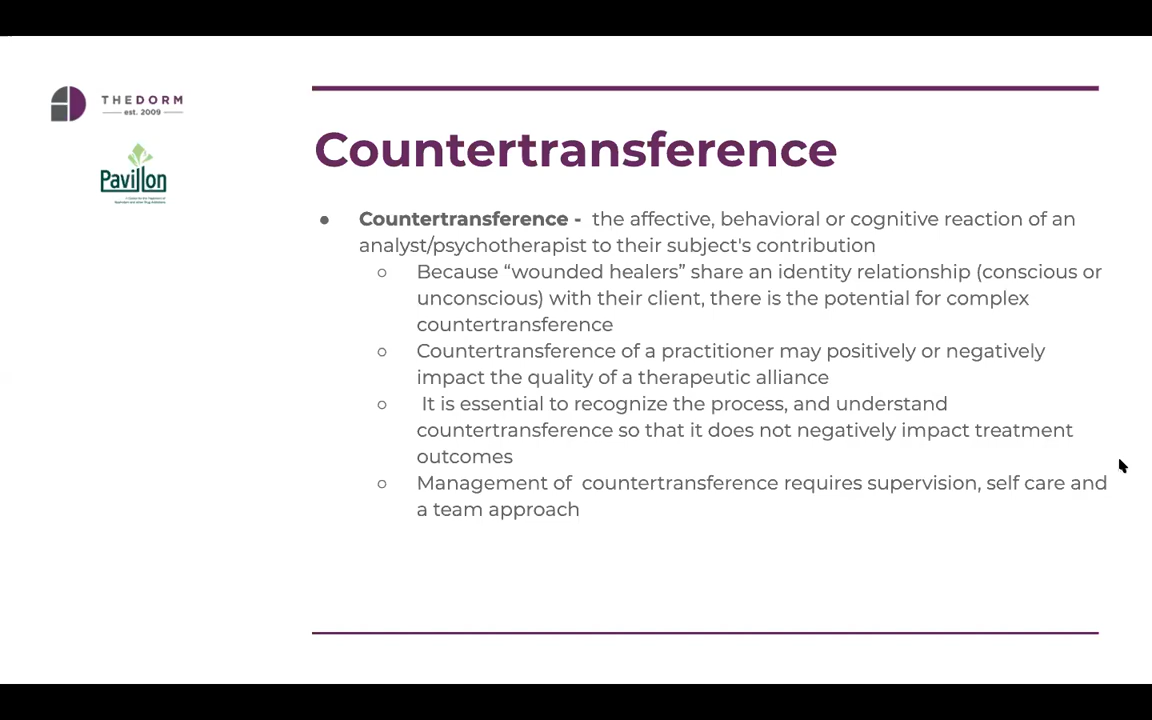 THEDORM
est. 2009
Pavillon
Countertransference
● Countertransference -  the affective, behavioral or cognitive reaction of an
analyst/psychotherapist to their subject's contribution
○ Because “wounded healers” share an identity relationship (conscious or
unconscious) with their client, there is the potential for complex
countertransference
○ Countertransference of a practitioner may positively or negatively
impact the quality of a therapeutic alliance
○  It is essential to recognize the process, and understand
countertransference so that it does not negatively impact treatment
outcomes
○ Management of  countertransference requires supervision, self care and
a team approach